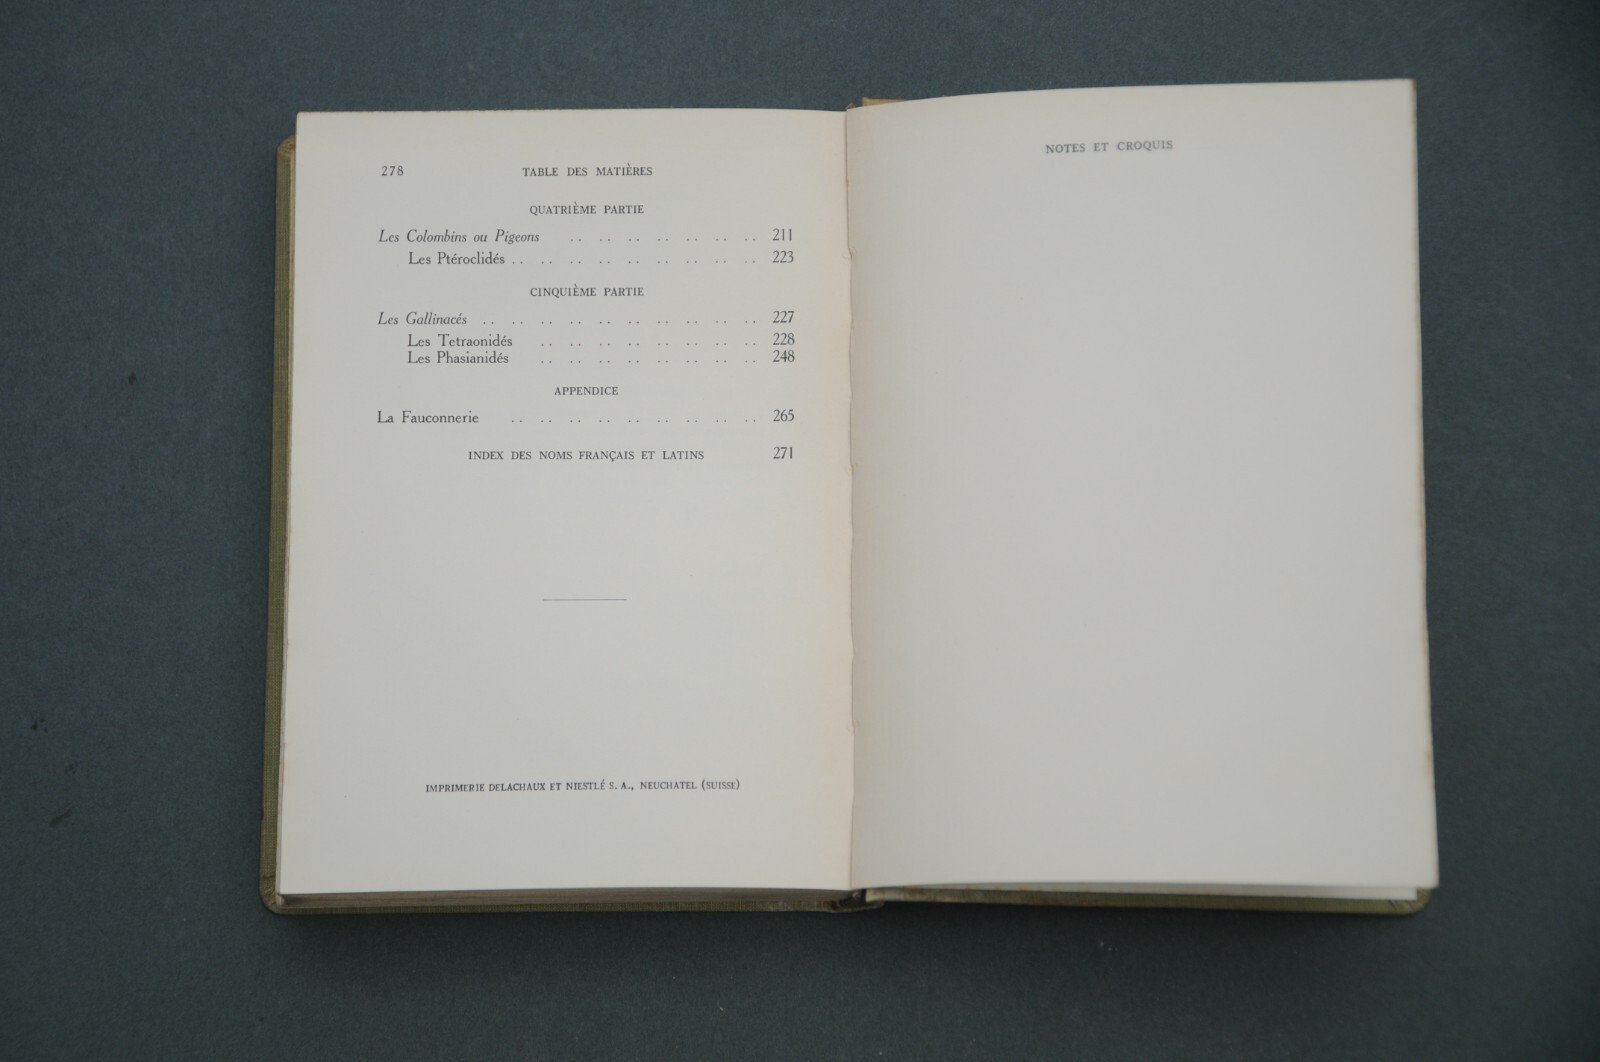 278 TABLE DES MATIÈRES
QUATRIÈME PARTIE
Les Colombins ou Pigeons .. .. .. .. .. .. .. 211
Les Ptéroclidés .. .. .. .. .. .. .. .. .. 223
CINQUIÈME PARTIE
Les Gallinacés .. .. .. .. .. .. .. .. .. .. 227
Les Tetraonidés .. .. .. .. .. .. .. .. 228
Les Phasianidés .. .. .. .. .. .. .. .. 248
APPENDICE
La Fauconnerie .. .. .. .. .. .. .. .. .. 265
INDEX DES NOMS FRANÇAIS ET LATINS 271
IMPRIMERIE DELACHAUX ET NIESTLÉ S. A., NEUCHATEL (SUISSE)
NOTES ET CROQUIS